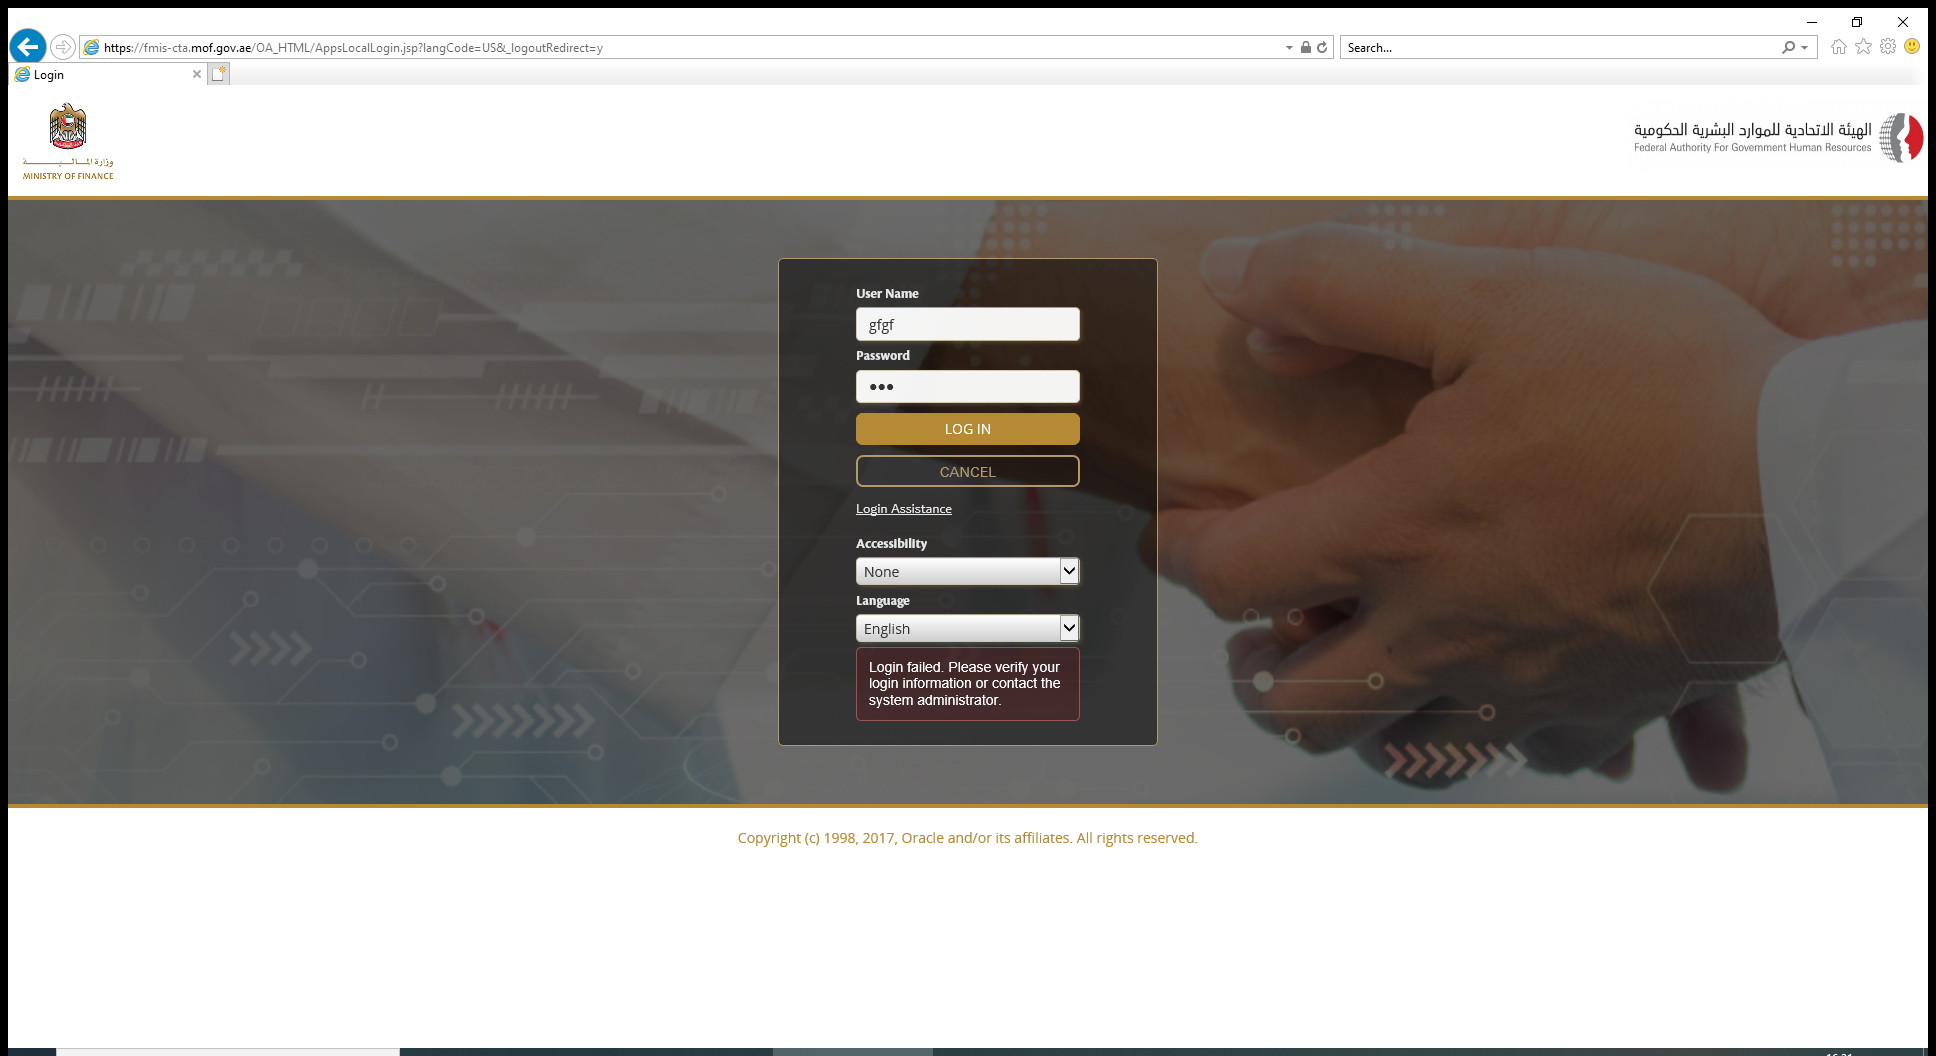 https://fmis-cta.mof.gov.ae/OA_HTML/AppsLocalLogin.jsp?langCode=US&_logoutRedirect=y
Search...
Login
وزارة المالية
MINISTRY OF FINANCE
الهيئة الاتحادية للموارد البشرية الحكومية
Federal Authority For Government Human Resources
User Name
gfgf
Password
LOG IN
CANCEL
Login Assistance
Accessibility
None
Language
English
Login failed. Please verify your
login information or contact the
system administrator.
Copyright (c) 1998, 2017, Oracle and/or its affiliates. All rights reserved.